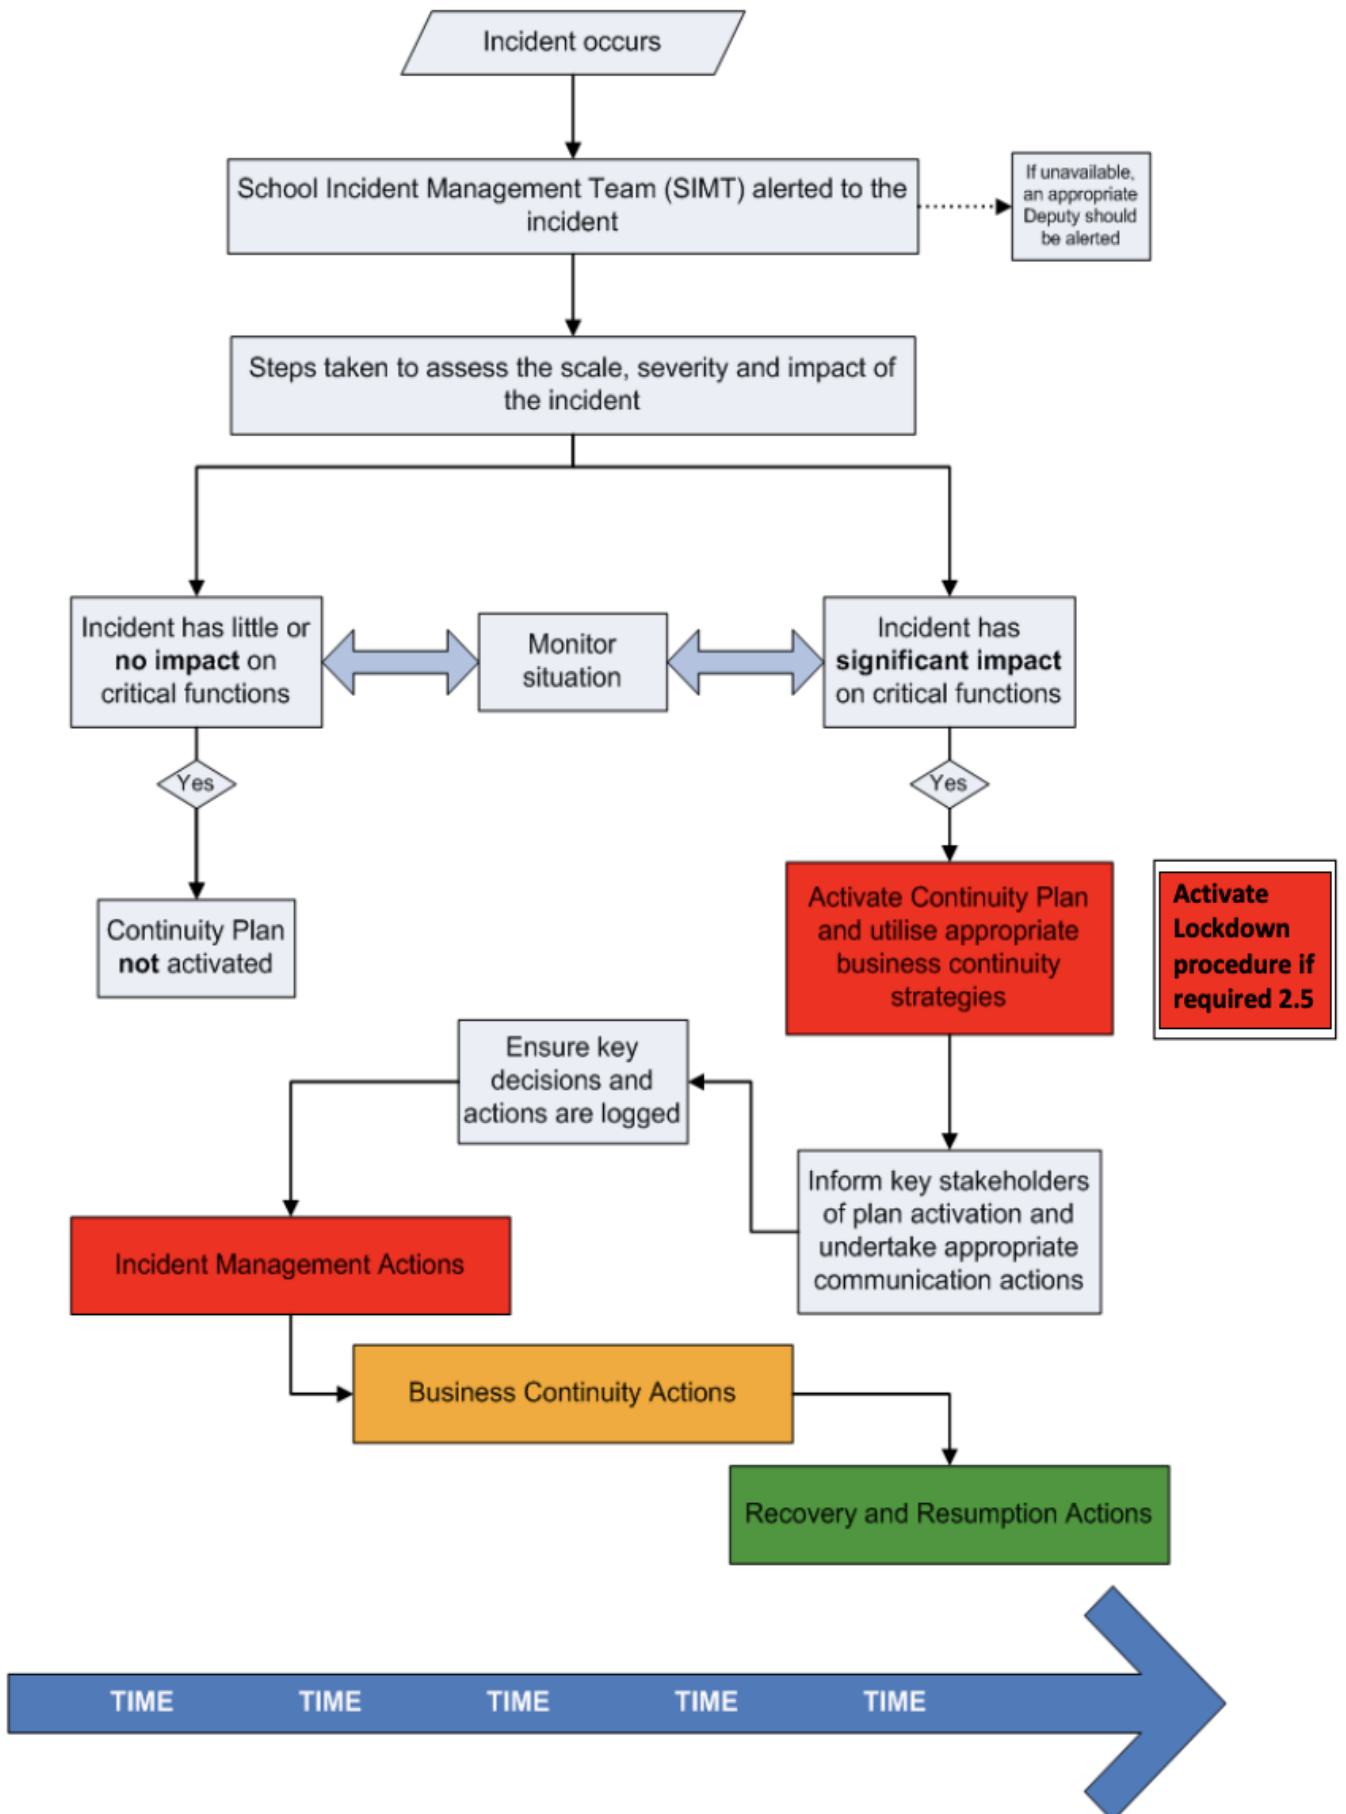 Incident occurs
School Incident Management Team (SIMT) alerted to the
incident
If unavailable,
an appropriate
Deputy should
be alerted
Steps taken to assess the scale, severity and impact of
the incident
Incident has little or
no impact on
critical functions
Monitor
situation
Incident has
significant impact
on critical functions
Yes
Yes
Continuity Plan
not activated
Activate Continuity Plan
and utilise appropriate
business continuity
strategies
Activate
Lockdown
procedure if
required 2.5
Ensure key
decisions and
actions are logged
Inform key stakeholders
of plan activation and
undertake appropriate
communication actions
Incident Management Actions
Business Continuity Actions
Recovery and Resumption Actions
TIME TIME TIME TIME TIME